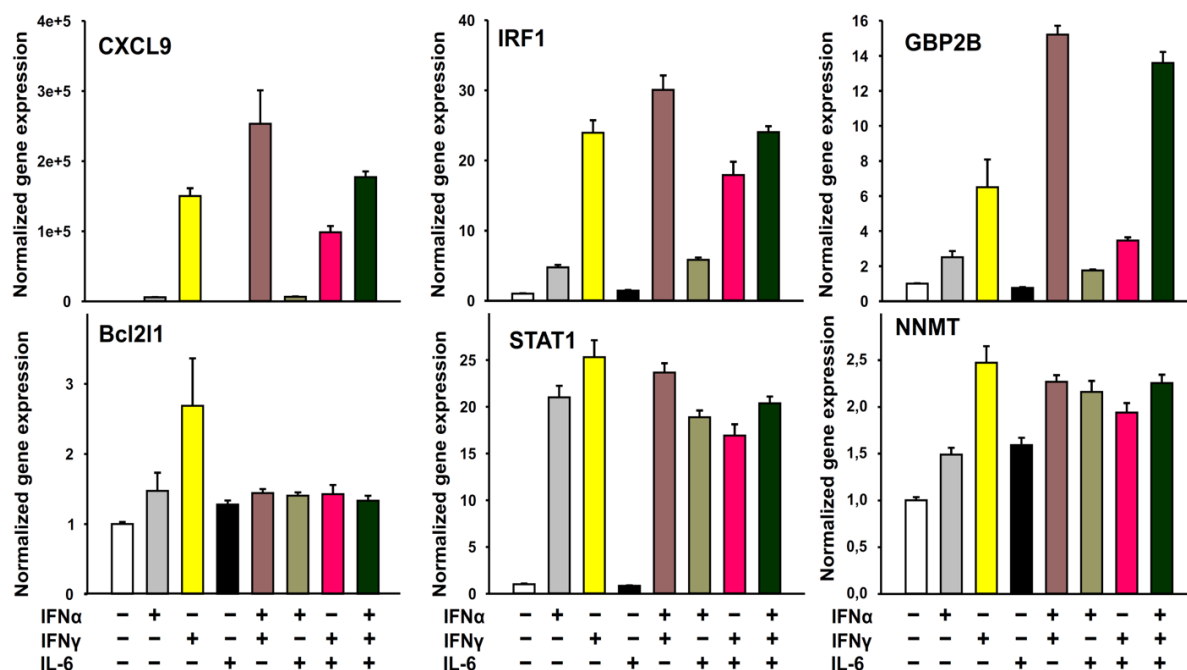 CXCL9
Normalized gene expression
4e+5
3e+5
2e+5
1e+5
0
IRF1
Normalized gene expression
40
30
20
10
0
GBP2B
Normalized gene expression
16
14
12
10
8
6
4
2
0
Bcl2l1
Normalized gene expression
3
2
1
0
STAT1
Normalized gene expression
25
20
15
10
5
0
NNMT
Normalized gene expression
2,5
2,0
1,5
1,0
0,5
0,0
IFNα − + − − + + − +
IFNγ − − + − + − + +
IL-6 − − − + − + + +
IFNα − + − − + + − +
IFNγ − − + − + − + +
IL-6 − − − + − + + +
IFNα − + − − + + − +
IFNγ − − + − + − + +
IL-6 − − − + − + + +